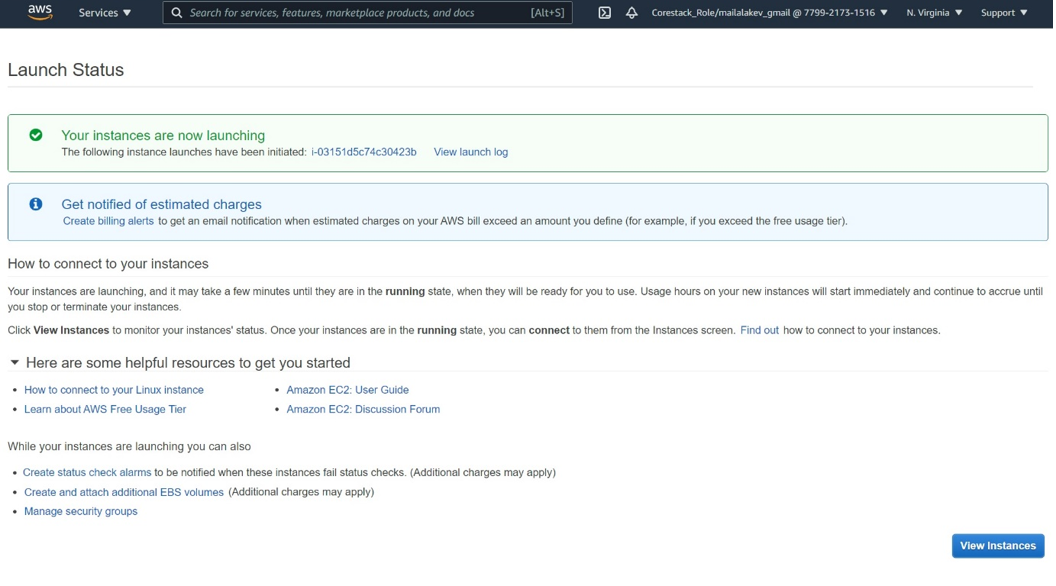 aws Services Search for services, features, marketplace products, and docs [Alt+S] Corestack_Role/mailalakev_gmail @ 7799-2173-1516 N. Virginia Support
Launch Status
Your instances are now launching
The following instance launches have been initiated: i-03151d5c74c30423b View launch log
Get notified of estimated charges
Create billing alerts to get an email notification when estimated charges on your AWS bill exceed an amount you define (for example, if you exceed the free usage tier).
How to connect to your instances
Your instances are launching, and it may take a few minutes until they are in the running state, when they will be ready for you to use. Usage hours on your new instances will start immediately and continue to accrue until
you stop or terminate your instances.
Click View Instances to monitor your instances' status. Once your instances are in the running state, you can connect to them from the Instances screen. Find out how to connect to your instances.
Here are some helpful resources to get you started
• How to connect to your Linux instance • Amazon EC2: User Guide
• Learn about AWS Free Usage Tier • Amazon EC2: Discussion Forum
While your instances are launching you can also
• Create status check alarms to be notified when these instances fail status checks. (Additional charges may apply)
• Create and attach additional EBS volumes (Additional charges may apply)
• Manage security groups
View Instances